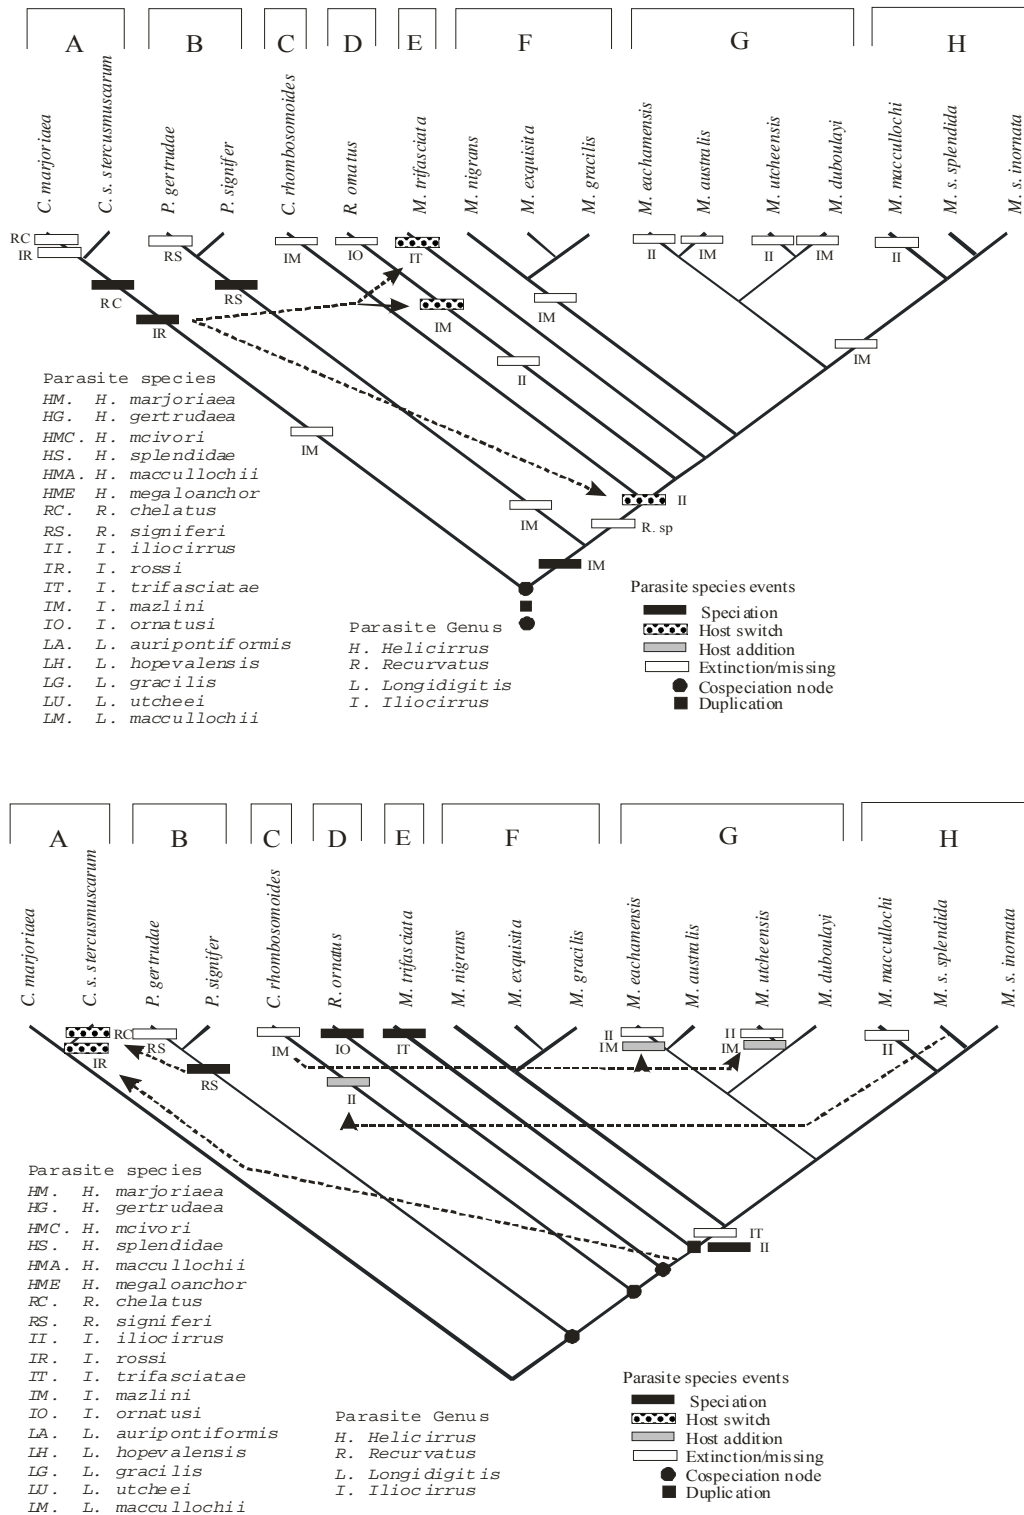 A B C D E F G H
C. marjoriaea
C. s. stercusmuscarum
P. gertrudae
P. signifer
C. rhombosomoides
R ornatus
M. trifasciata
M. nigrans
M. exquisita
M. gracilis
M. eachamensis
M. australis
M. utcheensis
M. duboulayi
M. maccullochi
M. s. splendida
M. s. inornata
RC
IR
RS
IM
IO
IT
II
IM
II
IM
II
RC
RS
IR
IM
IM
IM
II
IM
II
IM
R. sp
IM
Parasite species
HM. H. marjoriaea
HG. H. gertrudaea
HMC. H. mcivori
HS. H. splendidae
HMA. H. maccullochii
HME H. megaloanchor
RC. R. chelatus
RS. R. signiferi
II. I. iliocirrus
IR. I. rossi
IT. I. trifasciatae
IM. I. mazlini
IO. I. ornatusi
LA. L. auripontiformis
LH. L. hopevalensis
LG. L. gracilis
LU. L. utcheei
LM. L. maccullochii
Parasite Genus
H. Helicirrus
R. Recurvatus
L. Longidigitis
I. Iliocirrus
Parasite species events
Speciation
Host switch
Host addition
Extinction/missing
Cospeciation node
Duplication
A B C D E F G H
C. marjoriaea
C. s. stercusmuscarum
P. gertrudae
P. signifer
C. rhombosomoides
R. ornatus
M. trifasciata
M. nigrans
M. exquisita
M. gracilis
M. eachamensis
M. australis
M. utcheensis
M. duboulayi
M. maccullochi
M. s. splendida
M. s. inornata
RC
IR
RS
RS
IM
IO
IT
II
II
IM
II
IM
II
IT
II
Parasite species
HM. H. marjoriaea
HG. H. gertrudaea
HMC. H. mcivori
HS. H. splendidae
HMA. H. maccullochii
HME H. megaloanchor
RC. R. chelatus
RS. R. signiferi
II. I. iliocirrus
IR. I. rossi
IT. I. trifasciatae
IM. I. mazlini
IO. I. ornatusi
LA. L. auripontiformis
LH. L. hopevalensis
LG. L. gracilis
LU. L. utcheei
LM. L. maccullochii
Parasite Genus
H. Helicirrus
R. Recurvatus
L. Longidigitis
I. Iliocirrus
Parasite species events
Speciation
Host switch
Host addition
Extinction/missing
Cospeciation node
Duplication